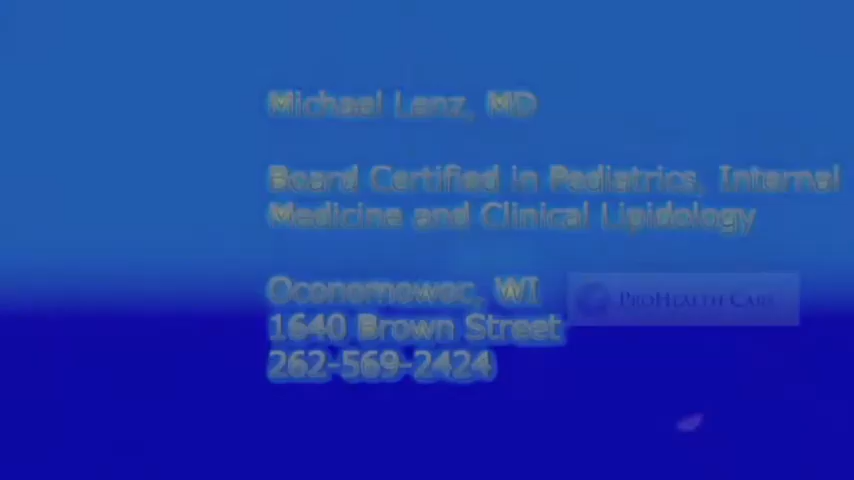 Michael Lenz, MD
Board Certified in Pediatrics, Internal
Medicine and Clinical Lipidology
Oconomowoc, WI
PROHEALTH CARE
1640 Brown Street
262-569-2424